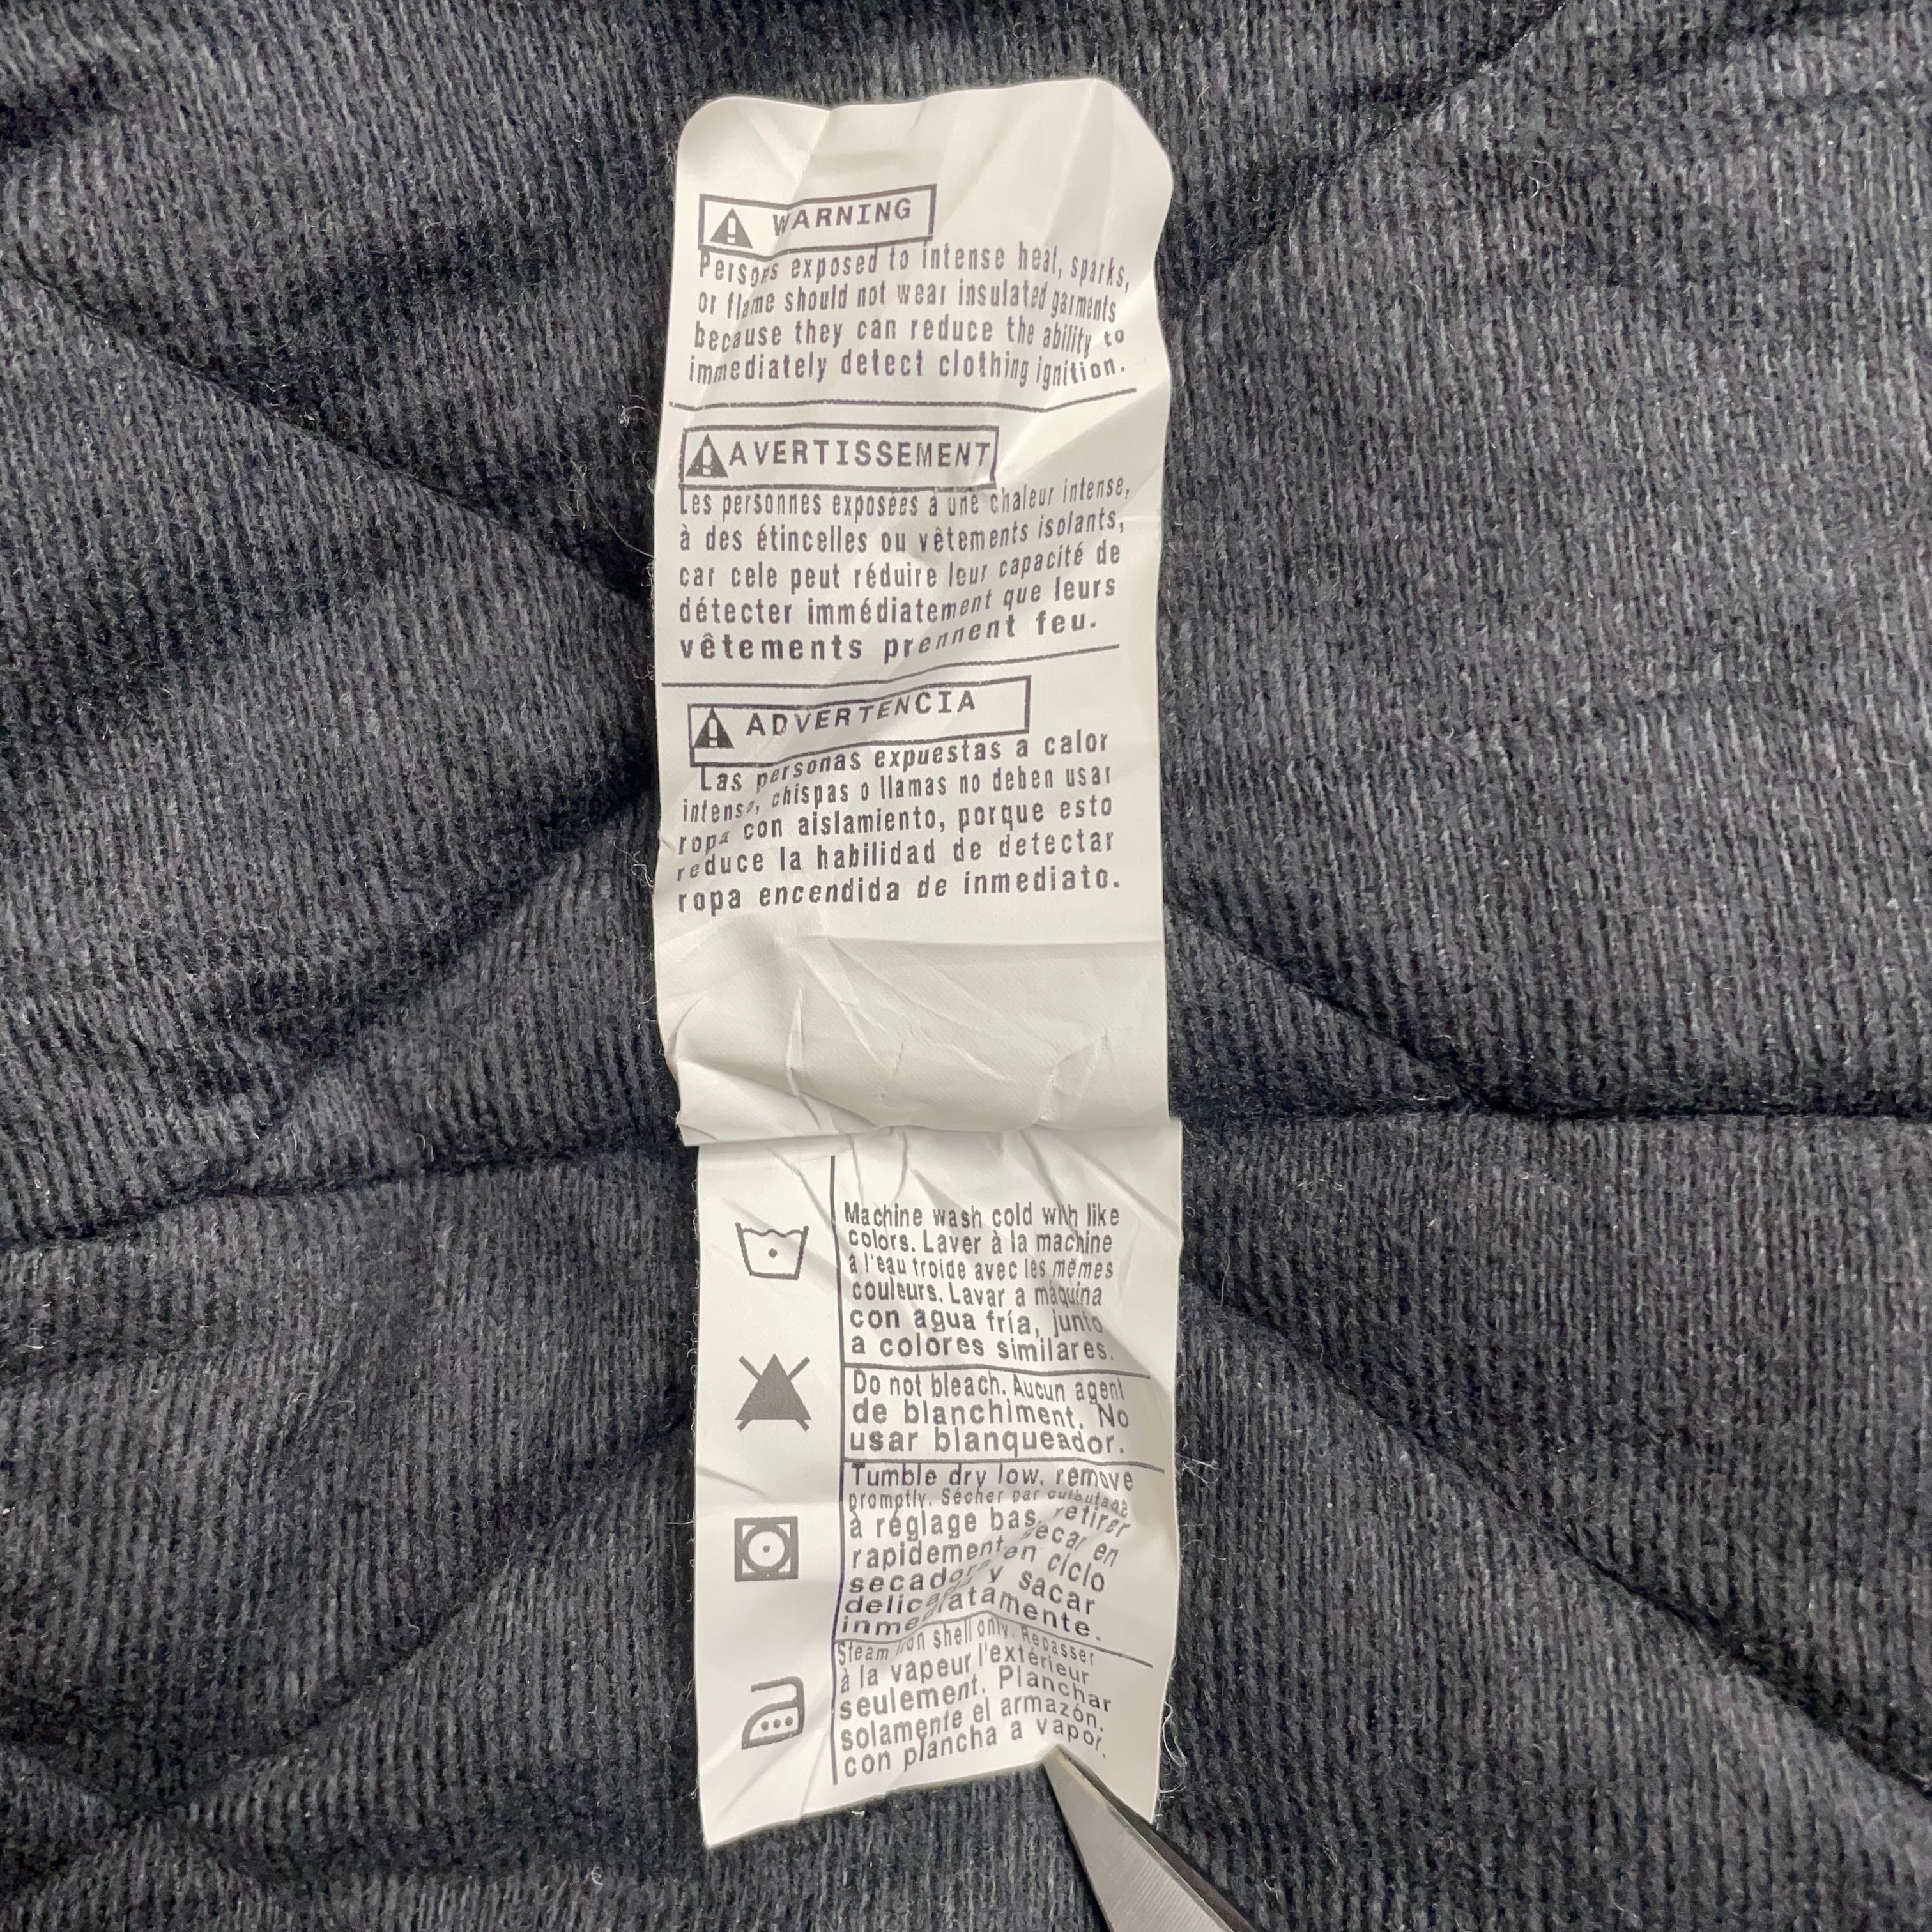 WARNING
Persons exposed to intense heat, sparks,
or flame should not wear insulated garments
because they can reduce the ability to
immediately detect clothing ignition.
AVERTISSEMENT
Les personnes exposées à une chaleur intense,
à des étincelles ou vêtements isolants,
car cele peut réduire leur capacité de
détecter immédiatement que leurs
vêtements prennent feu.
ADVERTENCIA
Las personas expuestas a calor
intenso, chispas o llamas no deben usar
ropa con aislamiento, porque esto
reduce la habilidad de detectar
ropa encendida de inmediato.
Machine wash cold with like
colors. Laver à la machine
à l'eau troide avec les mêmes
couleurs. Lavar a màquina
con agua fría, junto
a colores similares.
Do not bleach. Aucun agent
de blanchiment. No
usar blanqueador.
Tumble dry low, remove
promptly. Sécher par culbutage
à réglage bas, retirer
rapidement. Secar en
secadora en ciclo
delicado y sacar
inmediatamente.
Steam iron shell only. Repasser
à la vapeur l'extérieur
seulement. Planchar
solamente el armazón.
con plancha a vapor.